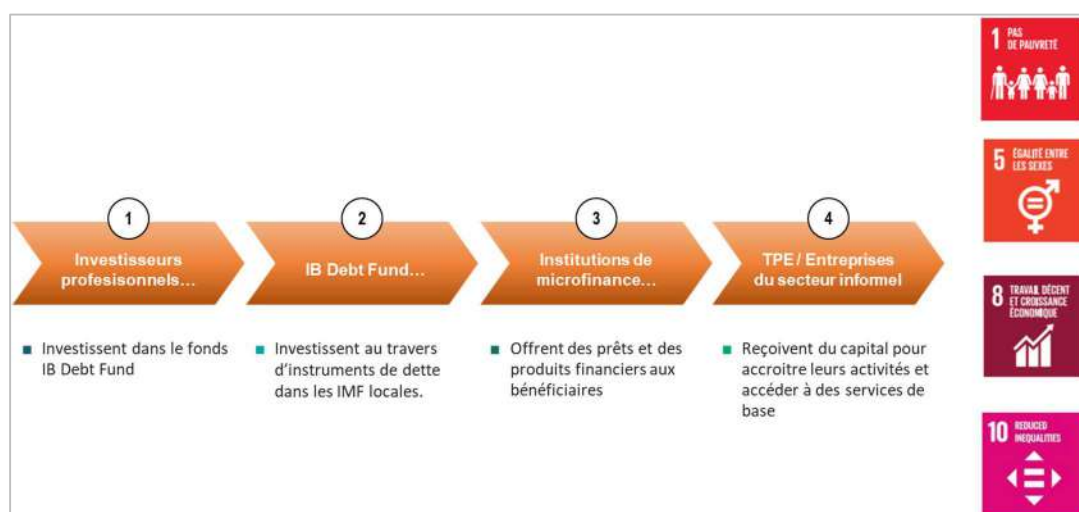 1
Investisseurs
profesisonnels...
2
IB Debt Fund...
3
Institutions de
microfinance...
4
TPE / Entreprises
du secteur informel
Investissent dans le fonds
IB Debt Fund
Investissent au travers
d'instruments de dette
dans les IMF locales.
Offrent des prêts et des
produits financiers aux
bénéficiaires
Reçoivent du capital pour
accroitre leurs activités et
accéder à des services de
base
1 PAS
DE PAUVRETÉ
5 ÉGALITÉ ENTRE
LES SEXES
8 TRAVAIL DÉCENT
ET CROISSANCE
ÉCONOMIQUE
10 REDUCED
INEQUALITIES